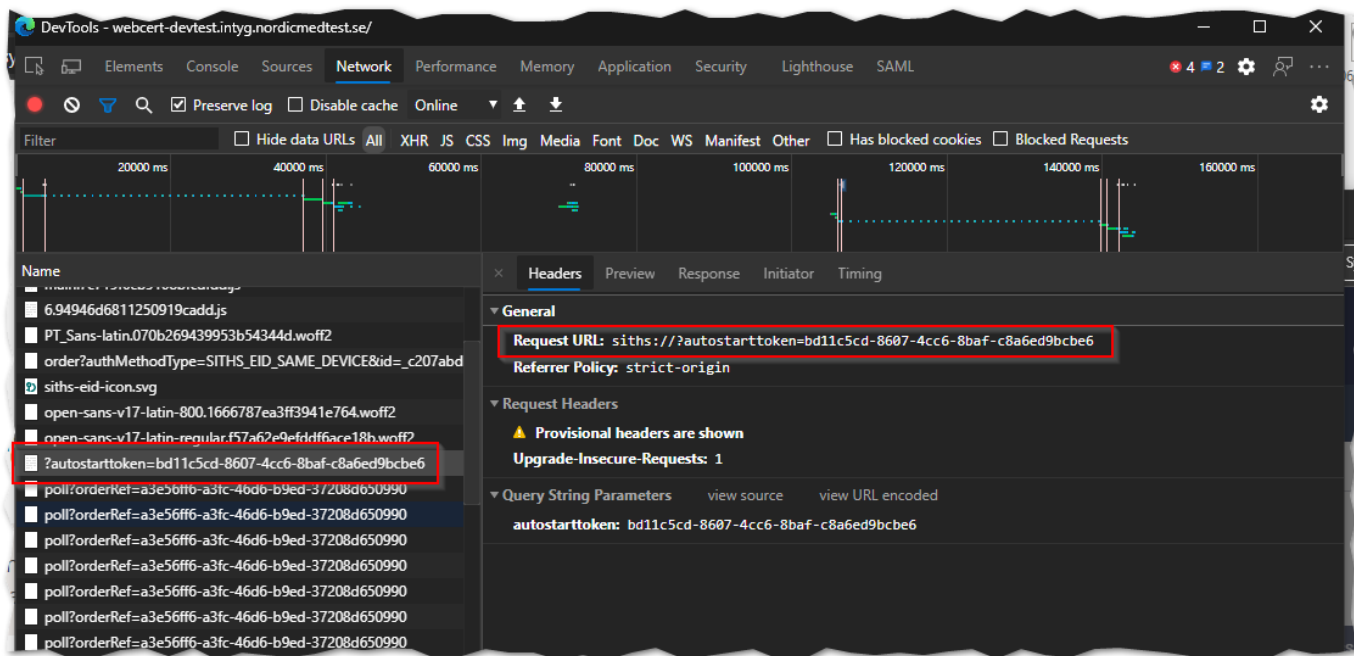 DevTools - webcert-devtest.intyg.nordicmedtest.se/
Elements Console Sources Network Performance Memory Application Security Lighthouse SAML 4 2
Preserve log Disable cache Online
Filter Hide data URLs All XHR JS CSS Img Media Font Doc WS Manifest Other Has blocked cookies Blocked Requests
20000 ms 40000 ms 60000 ms 80000 ms 100000 ms 120000 ms 140000 ms 160000 ms
Name
6.94946d6811250919cadd.js
PT_Sans-latin.070b269439953b54344d.woff2
order?authMethodType=SITHS_EID_SAME_DEVICE&id=_c207abd
siths-eid-icon.svg
open-sans-v17-latin-800.1666787ea3ff3941e764.woff2
open-sans-v17-latin-regular.f57a62e9efddf6ace18b.woff2
?autostarttoken=bd11c5cd-8607-4cc6-8baf-c8a6ed9bcbe6
poll?orderRef=a3e56ff6-a3fc-46d6-b9ed-37208d650990
poll?orderRef=a3e56ff6-a3fc-46d6-b9ed-37208d650990
poll?orderRef=a3e56ff6-a3fc-46d6-b9ed-37208d650990
poll?orderRef=a3e56ff6-a3fc-46d6-b9ed-37208d650990
poll?orderRef=a3e56ff6-a3fc-46d6-b9ed-37208d650990
poll?orderRef=a3e56ff6-a3fc-46d6-b9ed-37208d650990
poll?orderRef=a3e56ff6-a3fc-46d6-b9ed-37208d650990
Headers Preview Response Initiator Timing
General
Request URL: siths://?autostarttoken=bd11c5cd-8607-4cc6-8baf-c8a6ed9bcbe6
Referrer Policy: strict-origin
Request Headers
Provisional headers are shown
Upgrade-Insecure-Requests: 1
Query String Parameters view source view URL encoded
autostarttoken: bd11c5cd-8607-4cc6-8baf-c8a6ed9bcbe6